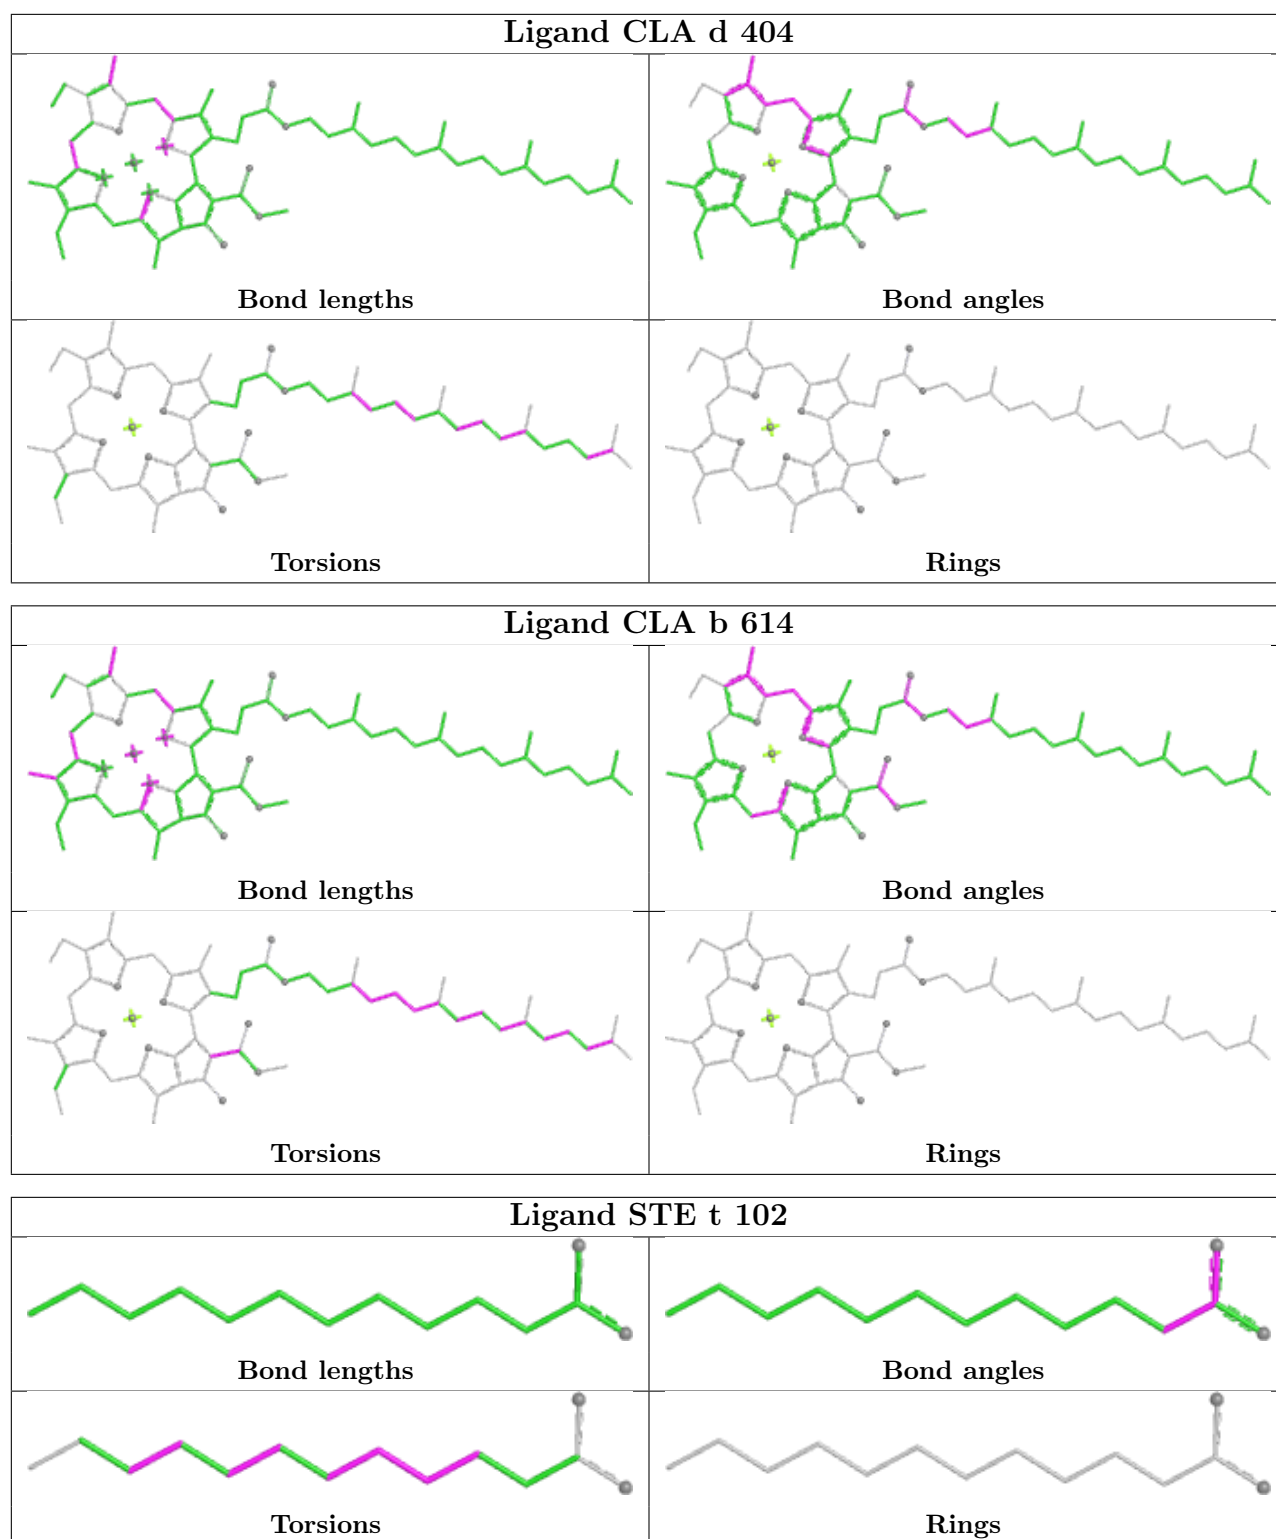 Ligand CLA d 404
Bond lengths
Bond angles
Torsions
Rings
Ligand CLA b 614
Bond lengths
Bond angles
Torsions
Rings
Ligand STE t 102
Bond lengths
Bond angles
Torsions
Rings